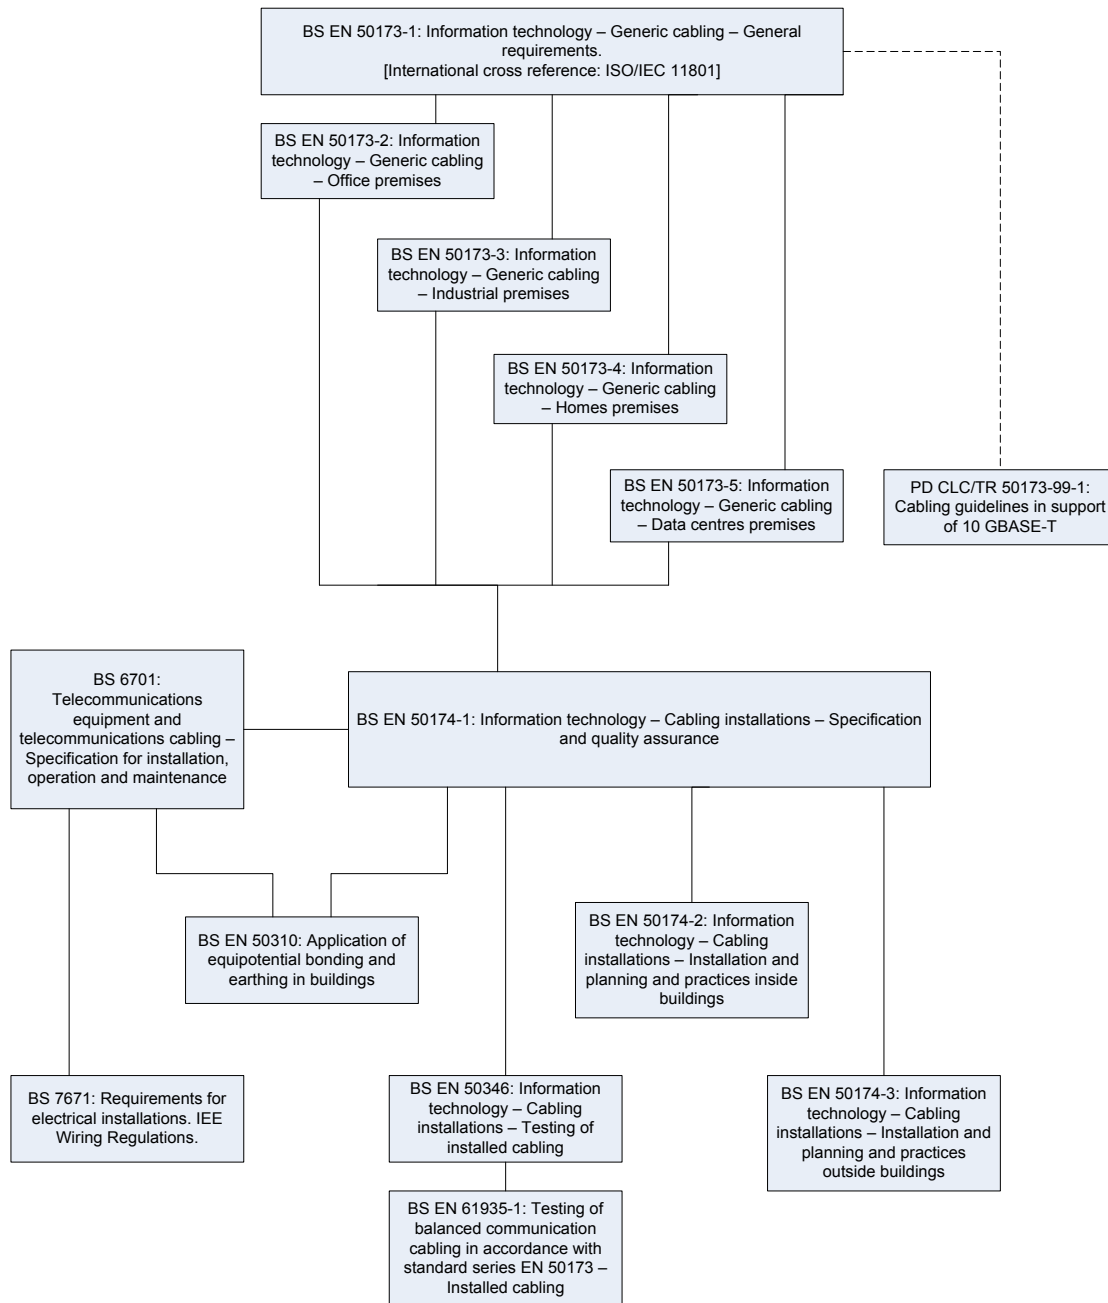 BS EN 50173-1: Information technology – Generic cabling – General
requirements.
[International cross reference: ISO/IEC 11801]
BS EN 50173-2: Information
technology – Generic cabling
– Office premises
BS EN 50173-3: Information
technology – Generic cabling
– Industrial premises
BS EN 50173-4: Information
technology – Generic cabling
– Homes premises
BS EN 50173-5: Information
technology – Generic cabling
– Data centres premises
PD CLC/TR 50173-99-1:
Cabling guidelines in support
of 10 GBASE-T
BS 6701:
Telecommunications
equipment and
telecommunications cabling –
Specification for installation,
operation and maintenance
BS EN 50174-1: Information technology – Cabling installations – Specification
and quality assurance
BS EN 50310: Application of
equipotential bonding and
earthing in buildings
BS EN 50174-2: Information
technology – Cabling
installations – Installation and
planning and practices inside
buildings
BS 7671: Requirements for
electrical installations. IEE
Wiring Regulations.
BS EN 50346: Information
technology – Cabling
installations – Testing of
installed cabling
BS EN 50174-3: Information
technology – Cabling
installations – Installation and
planning and practices
outside buildings
BS EN 61935-1: Testing of
balanced communication
cabling in accordance with
standard series EN 50173 –
Installed cabling